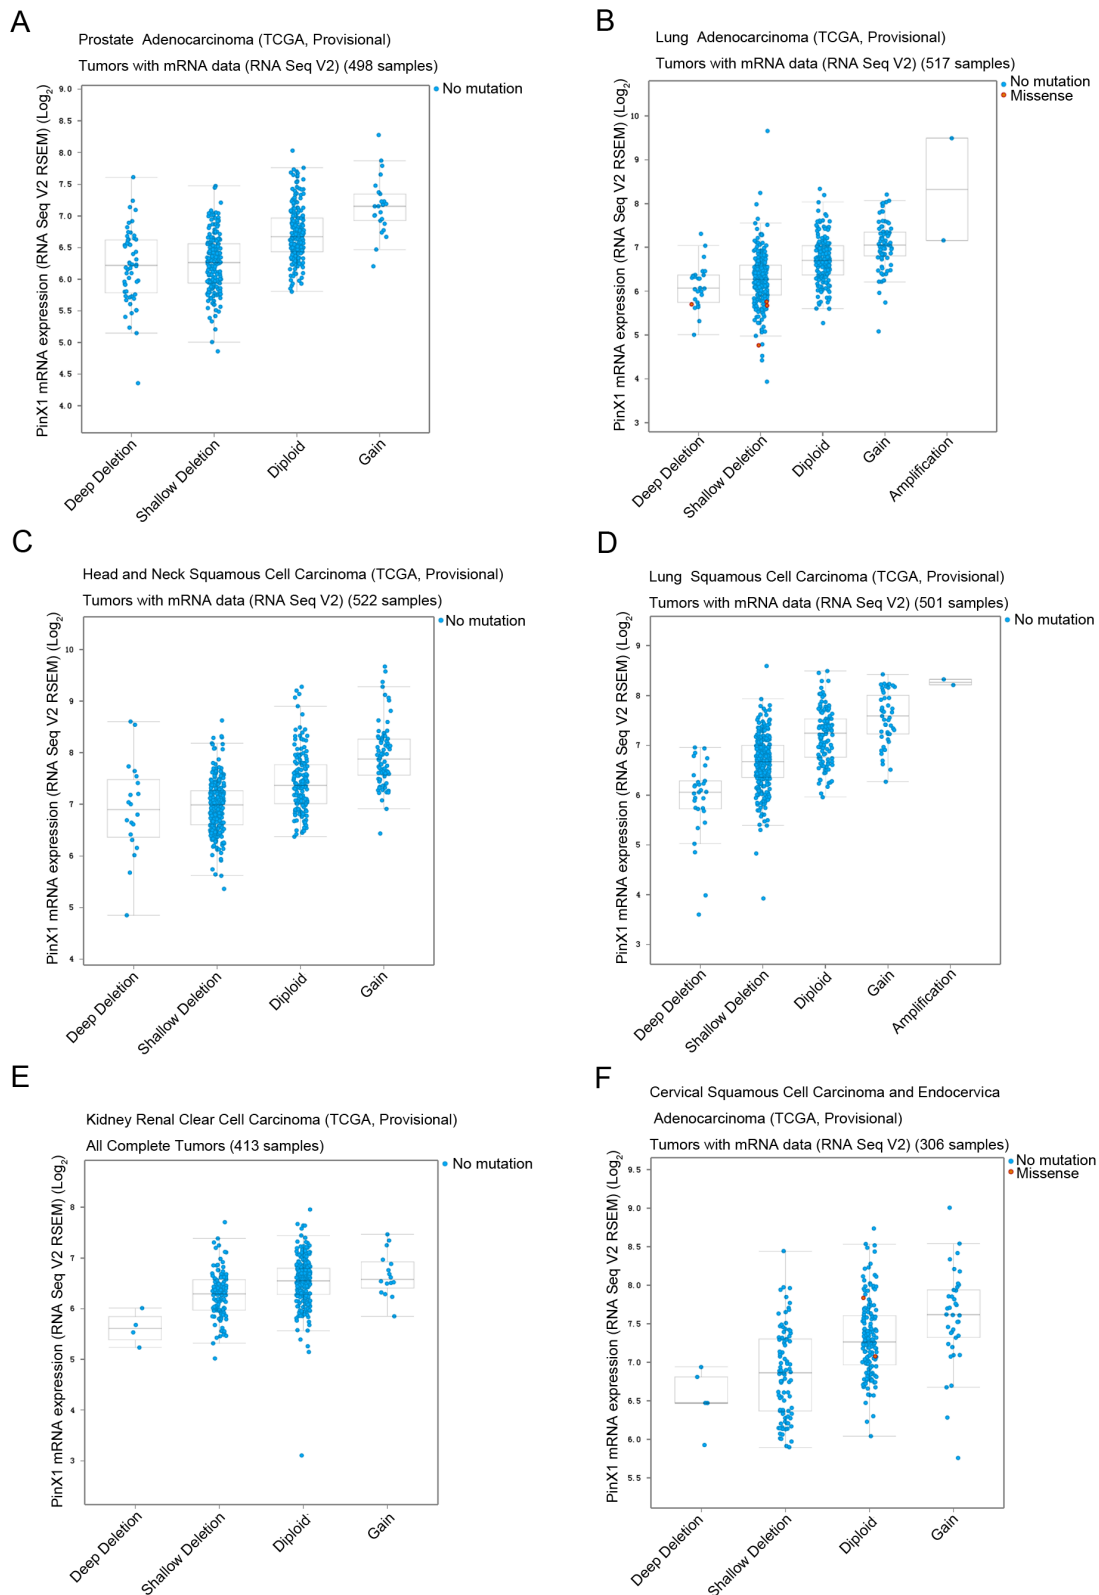 A
Prostate Adenocarcinoma (TCGA, Provisional)
Tumors with mRNA data (RNA Seq V2) (498 samples)
No mutation
PinX1 mRNA expression (RNA Seq V2 RSEM) (Log2)
9.0
8.5
8.0
7.5
7.0
6.5
6.0
5.5
5.0
4.5
4.0
Deep Deletion
Shallow Deletion
Diploid
Gain
B
Lung Adenocarcinoma (TCGA, Provisional)
Tumors with mRNA data (RNA Seq V2) (517 samples)
No mutation
Missense
PinX1 mRNA expression (RNA Seq V2 RSEM) (Log2)
10
9
8
7
6
5
4
3
Deep Deletion
Shallow Deletion
Diploid
Gain
Amplification
C
Head and Neck Squamous Cell Carcinoma (TCGA, Provisional)
Tumors with mRNA data (RNA Seq V2) (522 samples)
No mutation
PinX1 mRNA expression (RNA Seq V2 RSEM) (Log2)
10
9
8
7
6
5
4
Deep Deletion
Shallow Deletion
Diploid
Gain
D
Lung Squamous Cell Carcinoma (TCGA, Provisional)
Tumors with mRNA data (RNA Seq V2) (501 samples)
No mutation
PinX1 mRNA expression (RNA Seq V2 RSEM) (Log2)
9
8
7
6
5
4
3
Deep Deletion
Shallow Deletion
Diploid
Gain
Amplification
E
Kidney Renal Clear Cell Carcinoma (TCGA, Provisional)
All Complete Tumors (413 samples)
No mutation
PinX1 mRNA expression (RNA Seq V2 RSEM) (Log2)
8
7
6
5
4
3
Deep Deletion
Shallow Deletion
Diploid
Gain
F
Cervical Squamous Cell Carcinoma and Endocervica
Adenocarcinoma (TCGA, Provisional)
Tumors with mRNA data (RNA Seq V2) (306 samples)
No mutation
Missense
PinX1 mRNA expression (RNA Seq V2 RSEM) (Log2)
9.5
9.0
8.5
8.0
7.5
7.0
6.5
6.0
5.5
Deep Deletion
Shallow Deletion
Diploid
Gain